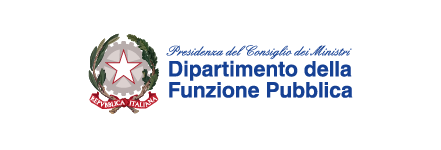 Presidenza del Consiglio dei Ministri
Dipartimento della
Funzione Pubblica
REPVBBLICA ITALIANA